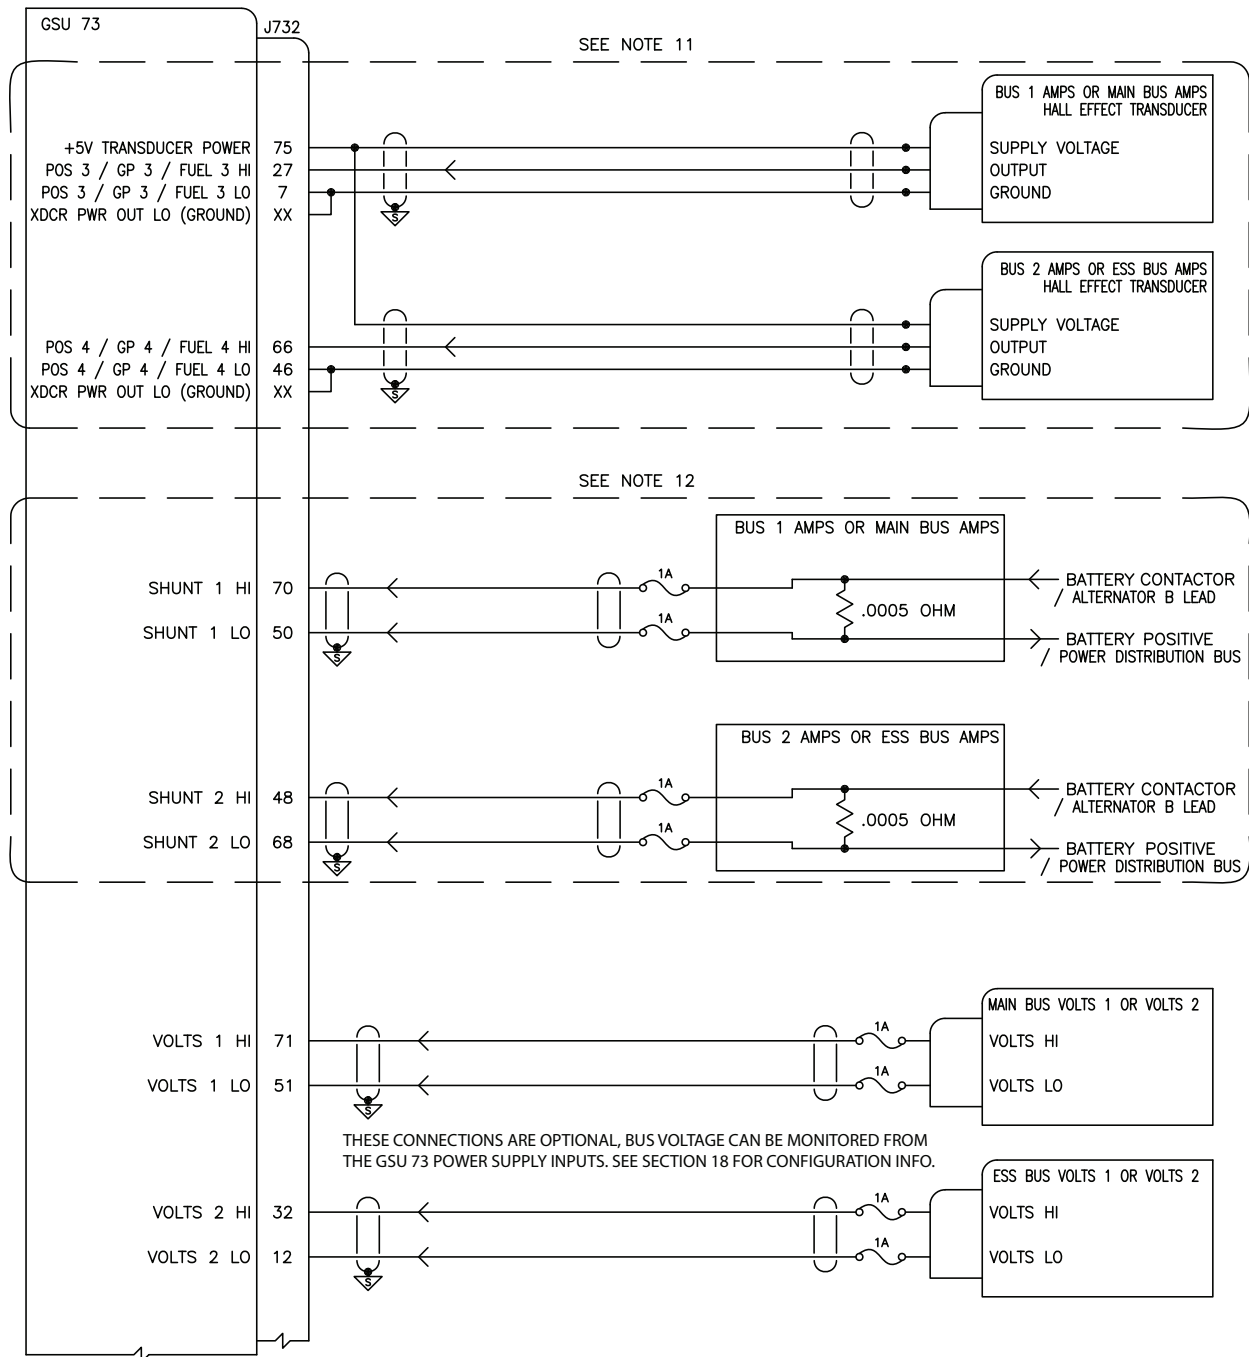 GSU 73
J732
SEE NOTE 11
BUS 1 AMPS OR MAIN BUS AMPS
HALL EFFECT TRANSDUCER
+5V TRANSDUCER POWER 75 SUPPLY VOLTAGE
POS 3 / GP 3 / FUEL 3 HI 27 OUTPUT
POS 3 / GP 3 / FUEL 3 LO 7 GROUND
XDCR PWR OUT LO (GROUND) XX
S
BUS 2 AMPS OR ESS BUS AMPS
HALL EFFECT TRANSDUCER
SUPPLY VOLTAGE
POS 4 / GP 4 / FUEL 4 HI 66 OUTPUT
POS 4 / GP 4 / FUEL 4 LO 46 GROUND
XDCR PWR OUT LO (GROUND) XX
S
SEE NOTE 12
BUS 1 AMPS OR MAIN BUS AMPS
SHUNT 1 HI 70 1A BATTERY CONTACTOR
/ ALTERNATOR B LEAD
.0005 OHM
SHUNT 1 LO 50 1A BATTERY POSITIVE
/ POWER DISTRIBUTION BUS
S
BUS 2 AMPS OR ESS BUS AMPS
SHUNT 2 HI 48 1A BATTERY CONTACTOR
/ ALTERNATOR B LEAD
.0005 OHM
SHUNT 2 LO 68 1A BATTERY POSITIVE
/ POWER DISTRIBUTION BUS
S
MAIN BUS VOLTS 1 OR VOLTS 2
VOLTS 1 HI 71 1A VOLTS HI
VOLTS 1 LO 51 1A VOLTS LO
S
THESE CONNECTIONS ARE OPTIONAL, BUS VOLTAGE CAN BE MONITORED FROM
THE GSU 73 POWER SUPPLY INPUTS. SEE SECTION 18 FOR CONFIGURATION INFO.
ESS BUS VOLTS 1 OR VOLTS 2
VOLTS 2 HI 32 1A VOLTS HI
VOLTS 2 LO 12 1A VOLTS LO
S